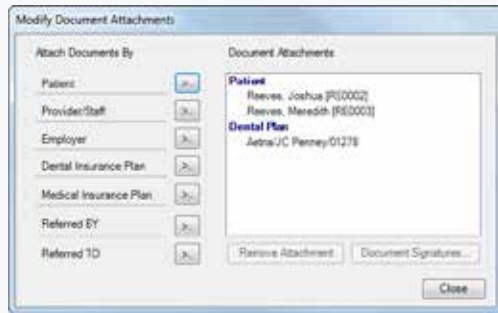 Modify Document Attachments
Attach Documents By
Patient
>..
Provider/Staff
>..
Employer
>..
Dental Insurance Plan
>..
Medical Insurance Plan
>..
Referred BY
>..
Referred TO
>..
Document Attachments
Patient
Reeves, Joshua [RE0002]
Reeves, Meredith [RE0003]
Dental Plan
Aetna/JC Penney/01278
Remove Attachment
Document Signatures...
Close